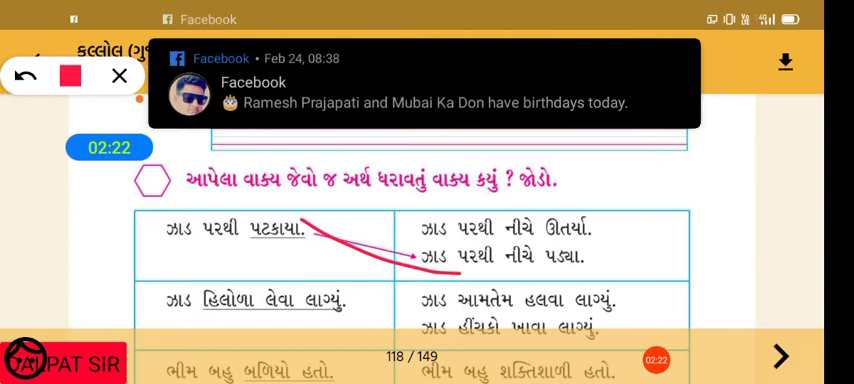 Facebook
કલ્લોલ (ગુ
Facebook • Feb 24, 08:38
Facebook
Ramesh Prajapati and Mubai Ka Don have birthdays today.
02:22
આપેલા વાક્ય જેવો જ અર્થ ધરાવતું વાક્ય કયું ? જોડો.
ઝાડ પરથી પટકાયા.
ઝાડ પરથી નીચે ઊતર્યા.
ઝાડ પરથી નીચે પડ્યા.
ઝાડ હિલોળા લેવા લાગ્યું.
ઝાડ આમતેમ હલવા લાગ્યું.
ઝાડ હીંચકો ખાવા લાગ્યું.
DALPAT SIR
118 / 149
02:22
ભીમ બહુ બળિયો હતો.
ભીમ બહુ શક્તિશાળી હતો.